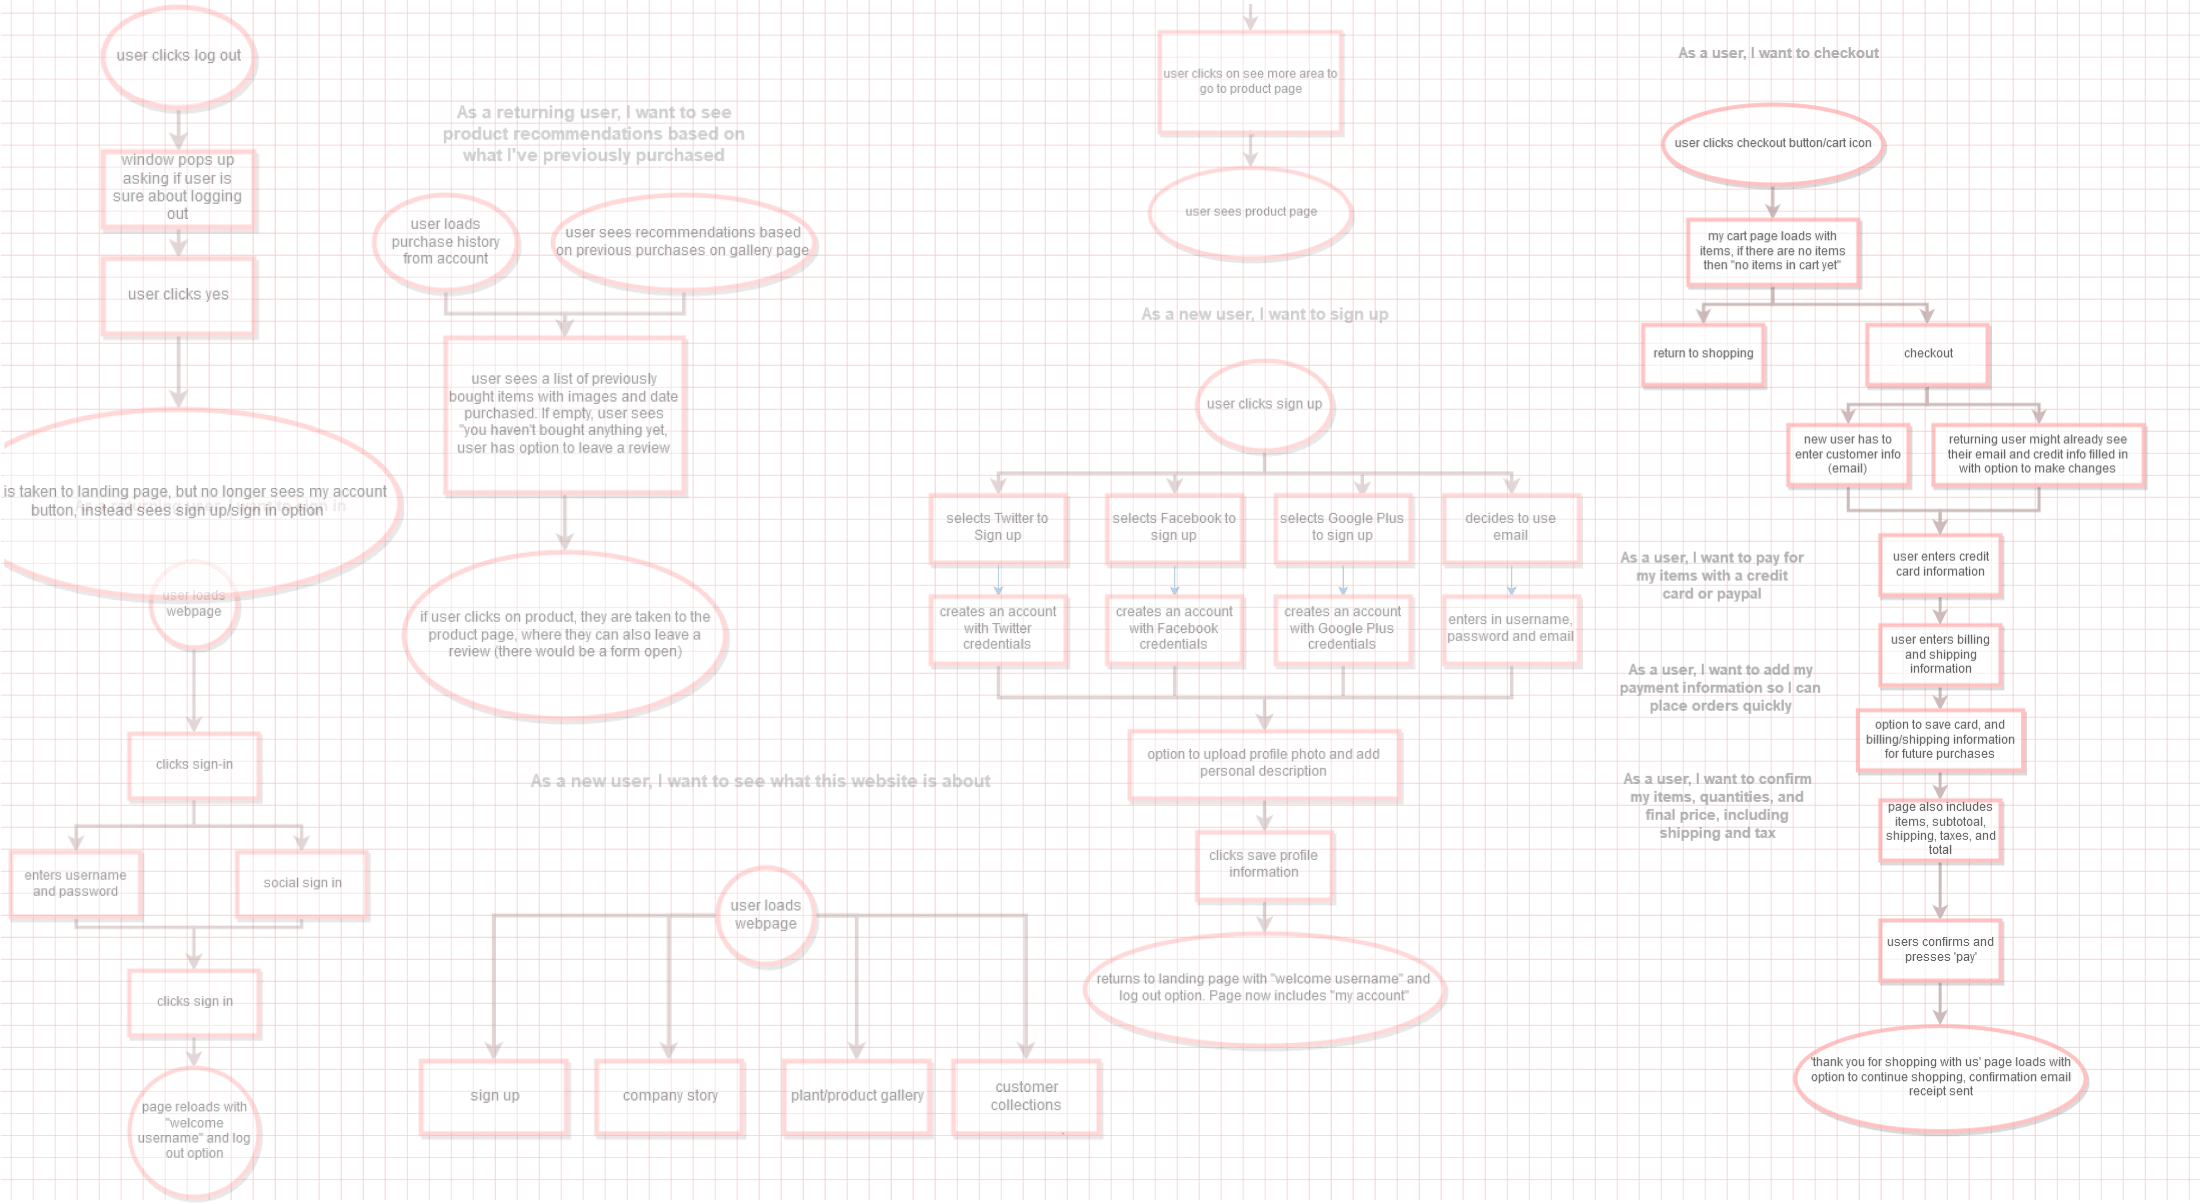 user clicks log out
window pops up
asking if user is
sure about logging
out
user clicks yes
is taken to landing page, but no longer sees my account
button, instead sees sign up/sign in option
user loads
webpage
clicks sign-in
enters username
and password
social sign in
clicks sign in
page reloads with
"welcome
username" and log
out option
As a returning user, I want to see
product recommendations based on
what I've previously purchased
user loads
purchase history
from account
user sees recommendations based
on previous purchases on gallery page
user sees a list of previously
bought items with images and date
purchased. If empty, user sees
"you haven't bought anything yet,
user has option to leave a review
if user clicks on product, they are taken to the
product page, where they can also leave a
review (there would be a form open)
As a new user, I want to see what this website is about
user loads
webpage
sign up
company story
plant/product gallery
customer
collections
user clicks on see more area to
go to product page
user sees product page
As a new user, I want to sign up
user clicks sign up
selects Twitter to
Sign up
selects Facebook to
sign up
selects Google Plus
to sign up
decides to use
email
creates an account
with Twitter
credentials
creates an account
with Facebook
credentials
creates an account
with Google Plus
credentials
enters in username,
password and email
option to upload profile photo and add
personal description
clicks save profile
information
returns to landing page with "welcome username" and
log out option. Page now includes "my account"
As a user, I want to checkout
user clicks checkout button/cart icon
my cart page loads with
items, if there are no items
then "no items in cart yet"
return to shopping
checkout
new user has to
enter customer info
(email)
returning user might already see
their email and credit info filled in
with option to make changes
As a user, I want to pay for
my items with a credit
card or paypal
user enters credit
card information
user enters billing
and shipping
information
As a user, I want to add my
payment information so I can
place orders quickly
option to save card, and
billing/shipping information
for future purchases
As a user, I want to confirm
my items, quantities, and
final price, including
shipping and tax
page also includes
items, subtotoal,
shipping, taxes, and
total
users confirms and
presses 'pay'
'thank you for shopping with us' page loads with
option to continue shopping, confirmation email
receipt sent